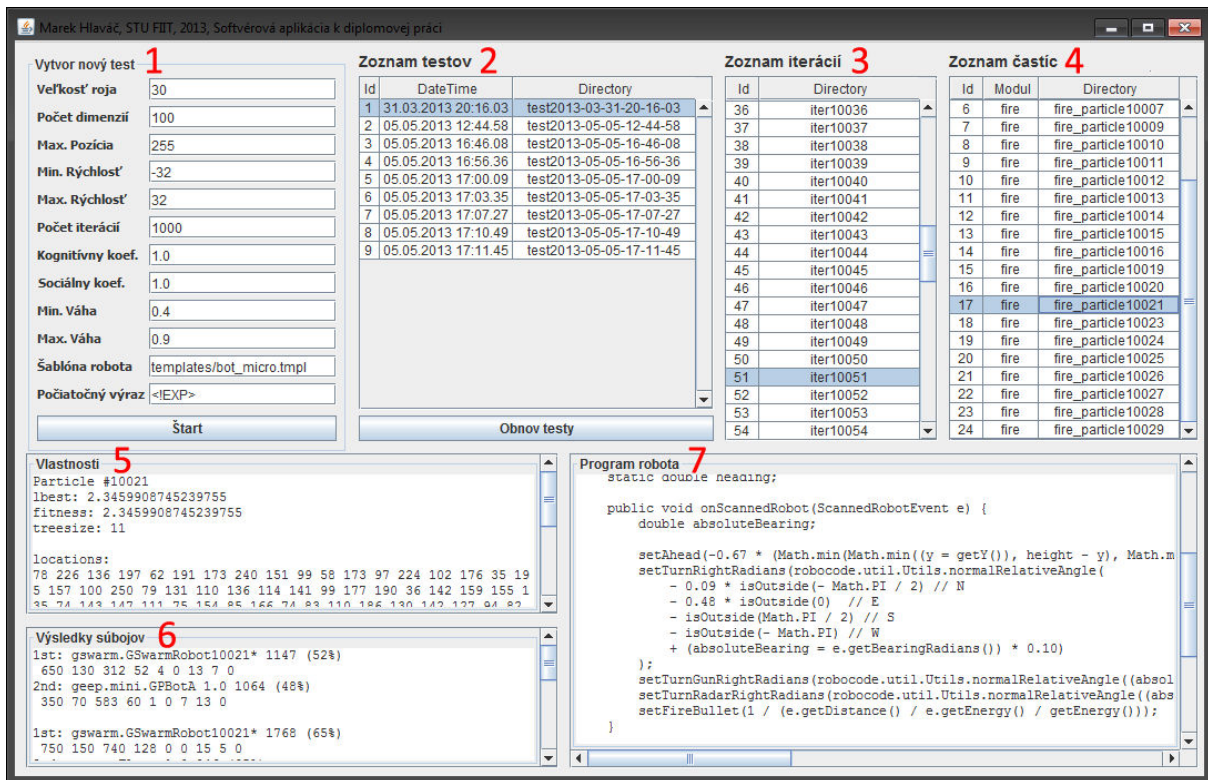 Marek Hlaváč, STU FIIT, 2013, Softvérová aplikácia k diplomovej práci
Vytvor nový test 1
Veľkosť roja 30
Počet dimenzií 100
Max. Pozícia 255
Min. Rýchlosť -32
Max. Rýchlosť 32
Počet iterácií 1000
Kognitívny koef. 1.0
Sociálny koef. 1.0
Min. Váha 0.4
Max. Váha 0.9
Šablóna robota templates/bot_micro.tmpl
Počiatočný výraz <!EXP>
Štart
Zoznam testov 2
Id DateTime Directory
1 31.03.2013 20:16.03 test2013-03-31-20-16-03
2 05.05.2013 12:44.58 test2013-05-05-12-44-58
3 05.05.2013 16:46.08 test2013-05-05-16-46-08
4 05.05.2013 16:56.36 test2013-05-05-16-56-36
5 05.05.2013 17:00.09 test2013-05-05-17-00-09
6 05.05.2013 17:03.35 test2013-05-05-17-03-35
7 05.05.2013 17:07.27 test2013-05-05-17-07-27
8 05.05.2013 17:10.49 test2013-05-05-17-10-49
9 05.05.2013 17:11.45 test2013-05-05-17-11-45
Obnov testy
Zoznam iterácií 3
Id Directory
36 iter10036
37 iter10037
38 iter10038
39 iter10039
40 iter10040
41 iter10041
42 iter10042
43 iter10043
44 iter10044
45 iter10045
46 iter10046
47 iter10047
48 iter10048
49 iter10049
50 iter10050
51 iter10051
52 iter10052
53 iter10053
54 iter10054
Zoznam častíc 4
Id Modul Directory
6 fire fire_particle10007
7 fire fire_particle10009
8 fire fire_particle10010
9 fire fire_particle10011
10 fire fire_particle10012
11 fire fire_particle10013
12 fire fire_particle10014
13 fire fire_particle10015
14 fire fire_particle10016
15 fire fire_particle10019
16 fire fire_particle10020
17 fire fire_particle10021
18 fire fire_particle10023
19 fire fire_particle10024
20 fire fire_particle10025
21 fire fire_particle10026
22 fire fire_particle10027
23 fire fire_particle10028
24 fire fire_particle10029
Vlastnosti 5
Particle #10021
lbest: 2.3459908745239755
fitness: 2.3459908745239755
treesize: 11
locations:
78 226 136 197 62 191 173 240 151 99 58 173 97 224 102 176 35 19
5 157 100 250 79 131 110 136 114 141 99 177 190 36 142 159 155 1
35 74 143 147 111 75 154 85 166 74 83 110 186 130 142 127 94 82
Výsledky súbojov 6
1st: gswarm.GSwarmRobot10021* 1147 (52%)
650 130 312 52 4 0 13 7 0
2nd: geep.mini.GPBotA 1.0 1064 (48%)
350 70 583 60 1 0 7 13 0
1st: gswarm.GSwarmRobot10021* 1768 (65%)
750 150 740 128 0 0 15 5 0
Program robota 7
static double heading;
public void onScannedRobot(ScannedRobotEvent e) {
double absoluteBearing;
setAhead(-0.67 * (Math.min(Math.min((y = getY()), height - y), Math.m
setTurnRightRadians(robocode.util.Utils.normalRelativeAngle(
- 0.09 * isOutside(- Math.PI / 2) // N
- 0.48 * isOutside(0) // E
- isOutside(Math.PI / 2) // S
- isOutside(- Math.PI) // W
+ (absoluteBearing = e.getBearingRadians()) * 0.10)
);
setTurnGunRightRadians(robocode.util.Utils.normalRelativeAngle((absol
setTurnRadarRightRadians(robocode.util.Utils.normalRelativeAngle((abs
setFireBullet(1 / (e.getDistance() / e.getEnergy() / getEnergy()));
}